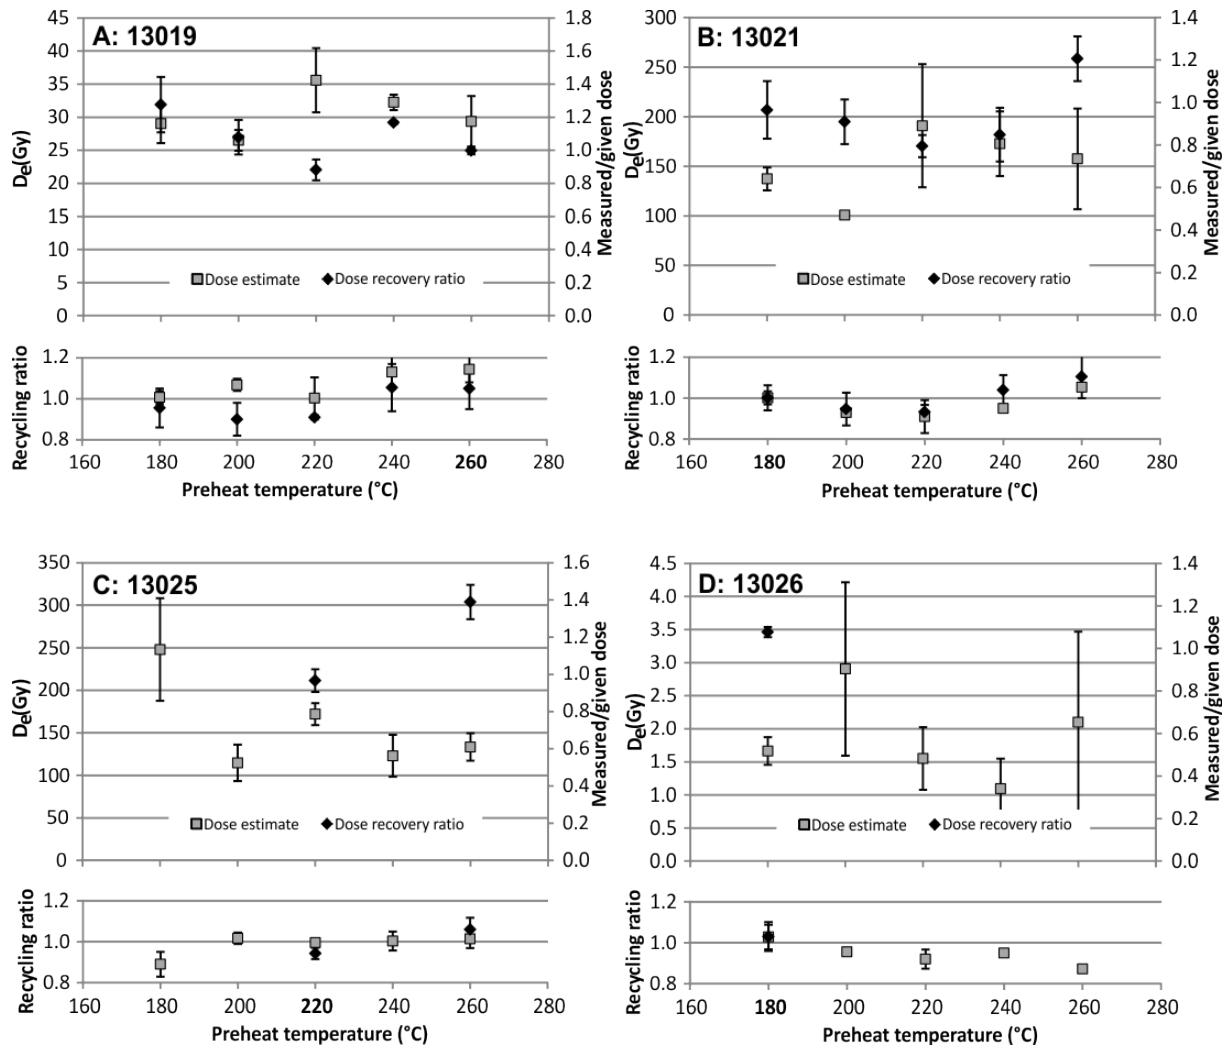 A: 13019
45
40
35
30
25
20
15
10
5
0
De(Gy)
1.8
1.6
1.4
1.2
1.0
0.8
0.6
0.4
0.2
0.0
Measured/given dose
Dose estimate Dose recovery ratio
Recycling ratio
1.2
1.0
0.8
160 180 200 220 240 260 280
Preheat temperature (°C)
B: 13021
300
250
200
150
100
50
0
De(Gy)
1.4
1.2
1.0
0.8
0.6
0.4
0.2
0.0
Measured/given dose
Dose estimate Dose recovery ratio
Recycling ratio
1.2
1.0
0.8
160 180 200 220 240 260 280
Preheat temperature (°C)
C: 13025
350
300
250
200
150
100
50
0
De(Gy)
1.6
1.4
1.2
1.0
0.8
0.6
0.4
0.2
0.0
Measured/given dose
Dose estimate Dose recovery ratio
Recycling ratio
1.2
1.0
0.8
160 180 200 220 240 260 280
Preheat temperature (°C)
D: 13026
4.5
4.0
3.5
3.0
2.5
2.0
1.5
1.0
0.5
0.0
De(Gy)
1.4
1.2
1.0
0.8
0.6
0.4
0.2
0.0
Measured/given dose
Dose estimate Dose recovery ratio
Recycling ratio
1.2
1.0
0.8
160 180 200 220 240 260 280
Preheat temperature (°C)